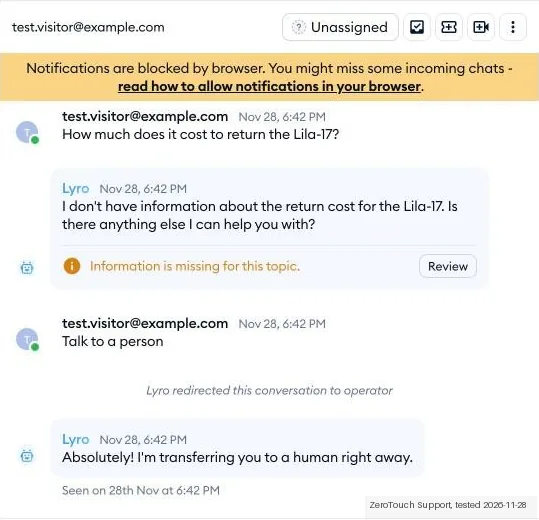 test.visitor@example.com
Unassigned
Notifications are blocked by browser. You might miss some incoming chats -
read how to allow notifications in your browser.
test.visitor@example.com Nov 28, 6:42 PM
T
How much does it cost to return the Lila-17?
Lyro Nov 28, 6:42 PM
I don't have information about the return cost for the Lila-17. Is
there anything else I can help you with?
Information is missing for this topic. Review
test.visitor@example.com Nov 28, 6:42 PM
T
Talk to a person
Lyro redirected this conversation to operator
Lyro Nov 28, 6:42 PM
Absolutely! I'm transferring you to a human right away.
Seen on 28th Nov at 6:42 PM
ZeroTouch Support, tested 2026-11-28